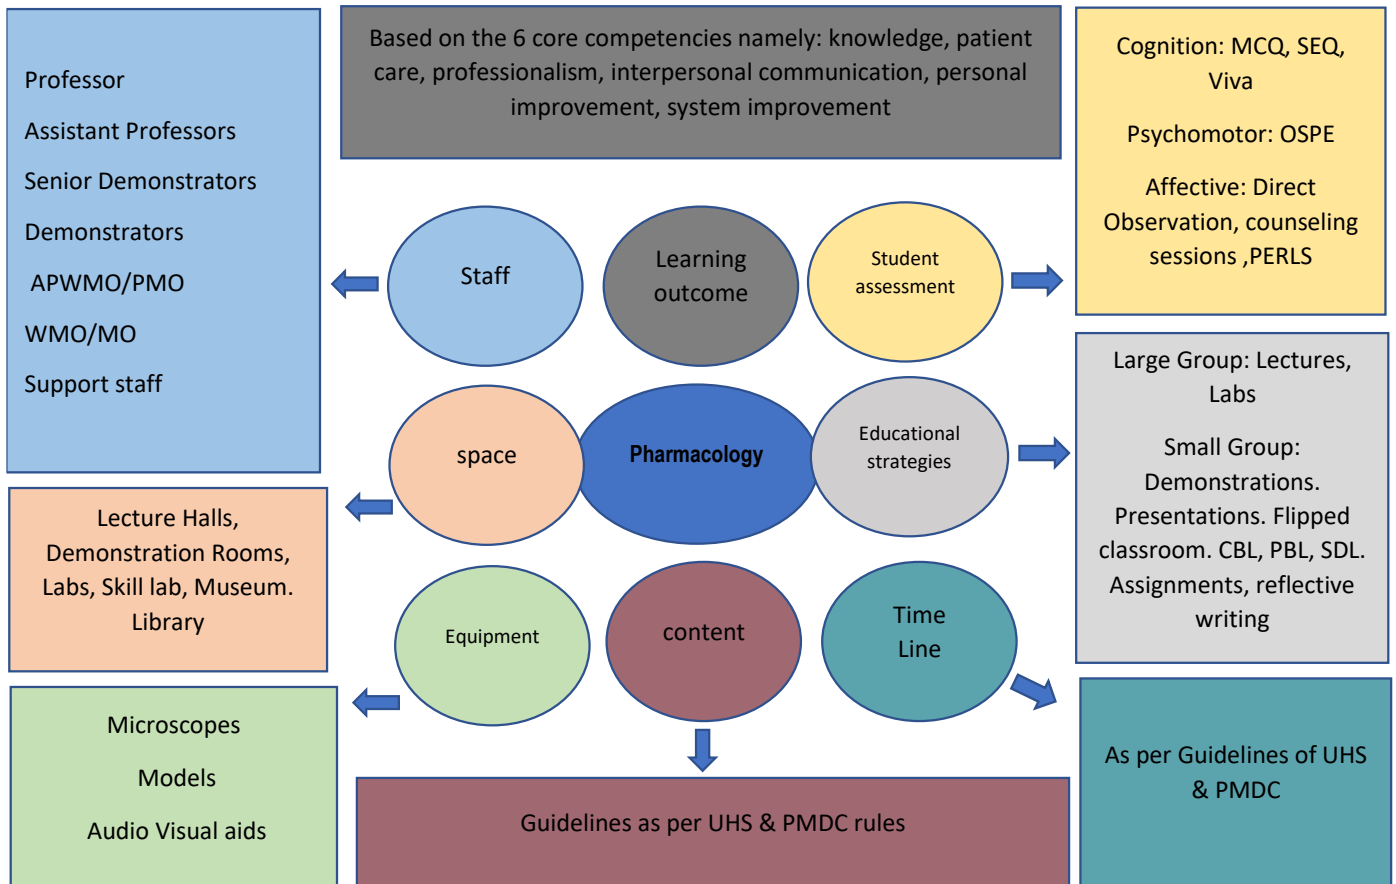 Professor
Assistant Professors
Senior Demonstrators
Demonstrators
APWMO/PMO
WMO/MO
Support staff
Based on the 6 core competencies namely: knowledge, patient
care, professionalism, interpersonal communication, personal
improvement, system improvement
Cognition: MCQ, SEQ,
Viva
Psychomotor: OSPE
Affective: Direct
Observation, counseling
sessions ,PERLS
Staff
Learning
outcome
Student
assessment
space
Pharmacology
Educational
strategies
Large Group: Lectures,
Labs
Small Group:
Demonstrations.
Presentations. Flipped
classroom. CBL, PBL, SDL.
Assignments, reflective
writing
Lecture Halls,
Demonstration Rooms,
Labs, Skill lab, Museum.
Library
Equipment
content
Time
Line
Microscopes
Models
Audio Visual aids
Guidelines as per UHS & PMDC rules
As per Guidelines of UHS
& PMDC